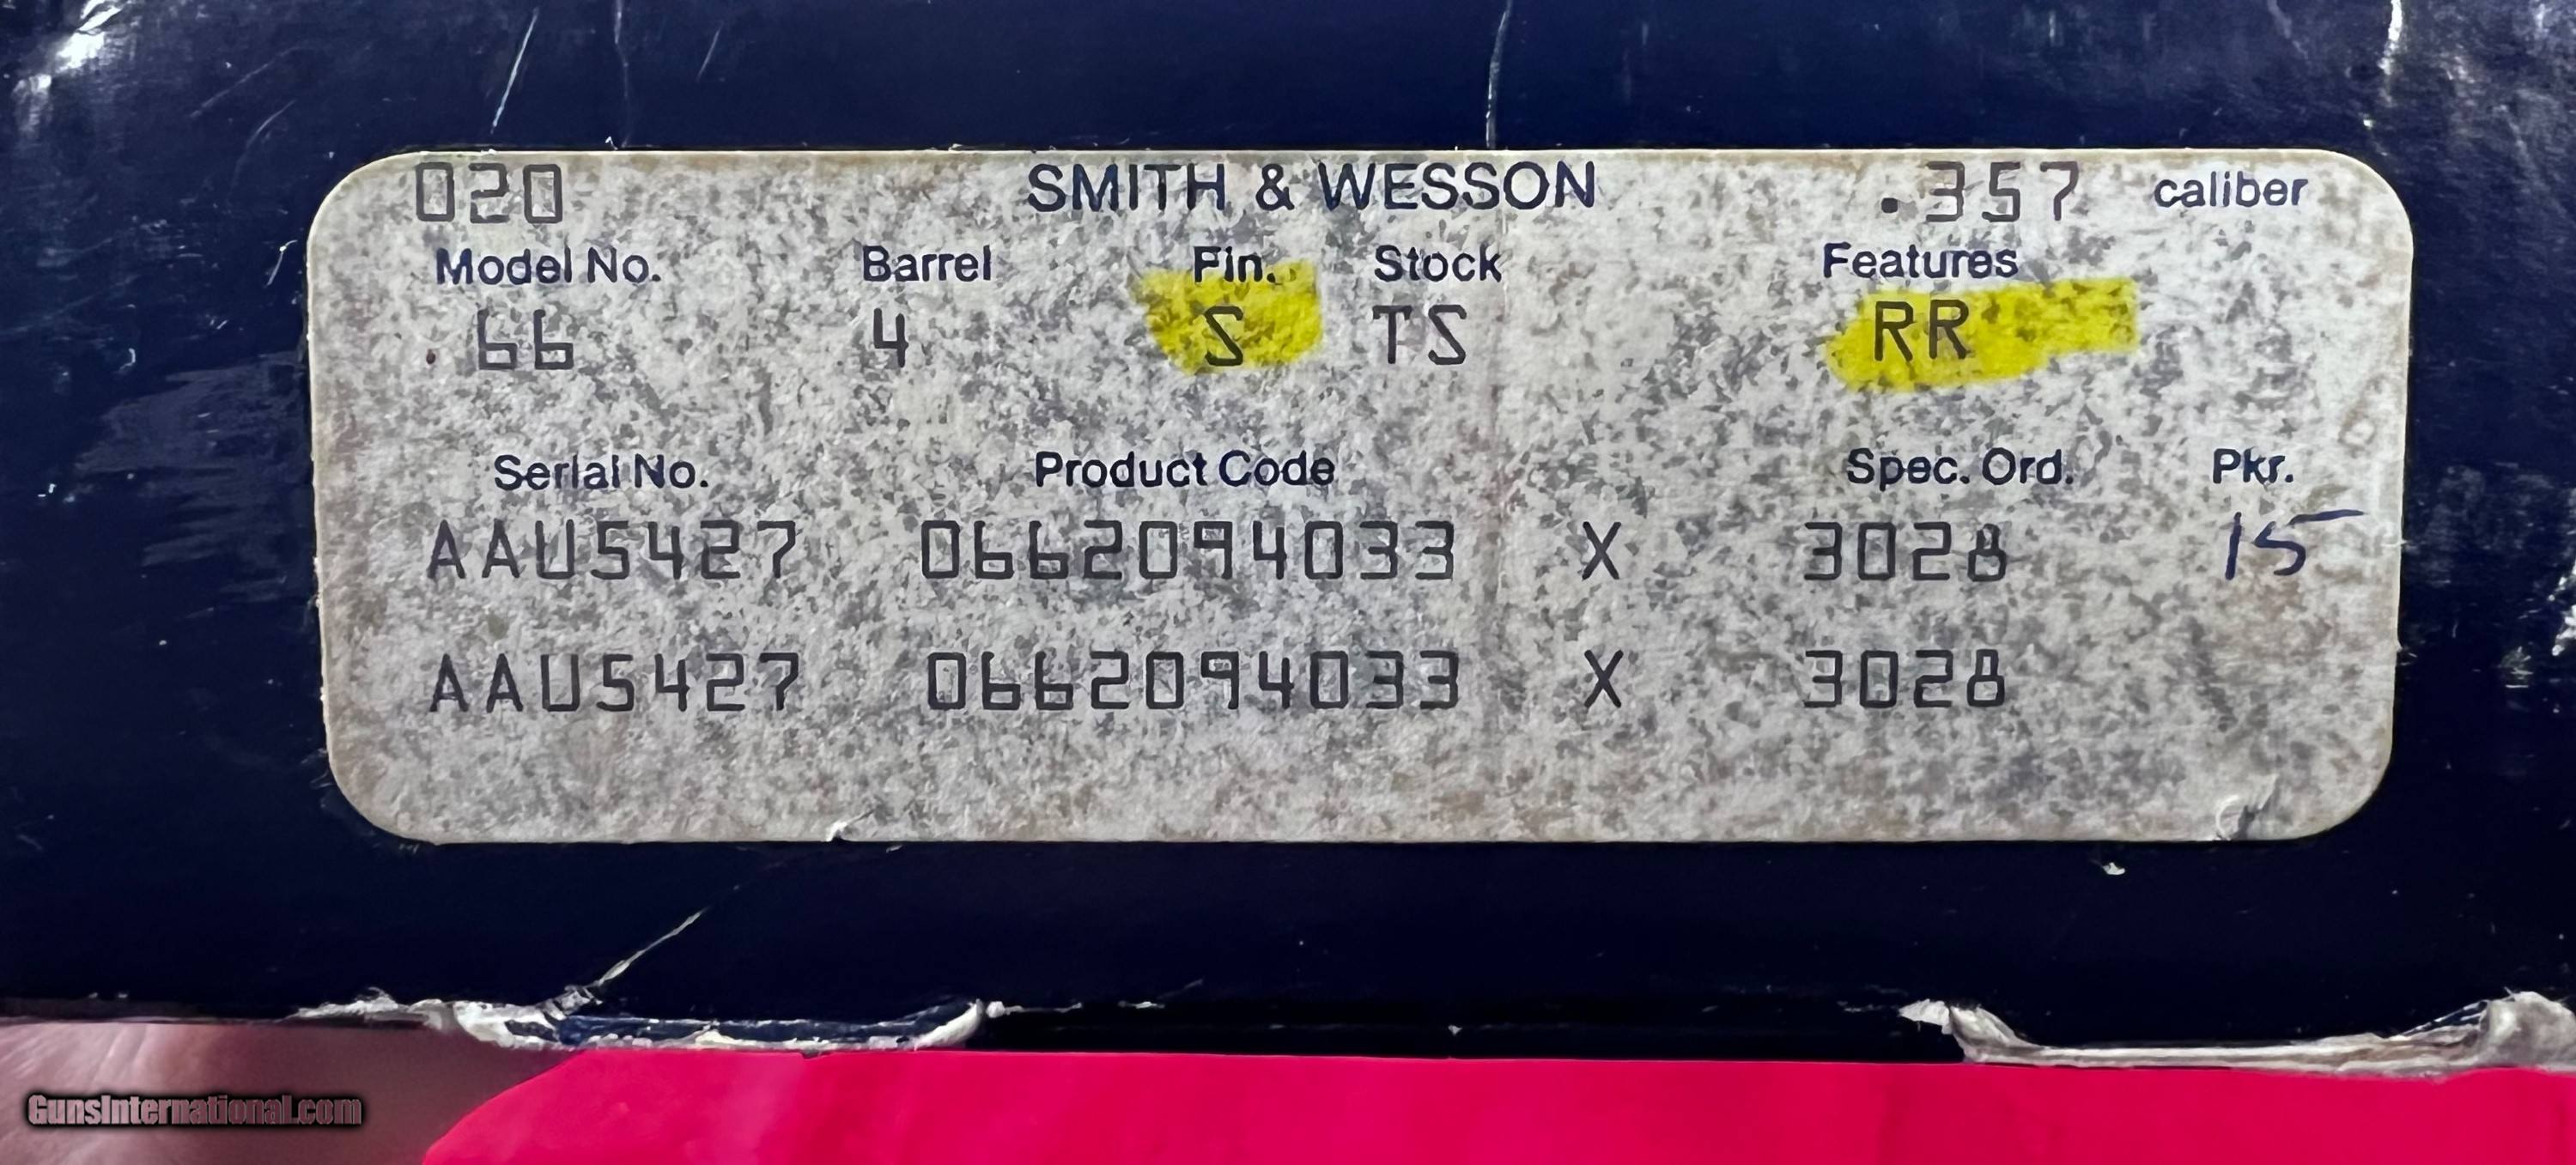 020 SMITH & WESSON .357 caliber
Model No. Barrel Fin. Stock Features
66 4 S TS RR
Serial No. Product Code Spec. Ord. Pkr.
AAU5427 0662094033 X 3028 15
AAU5427 0662094033 X 3028
GunsInternational.com